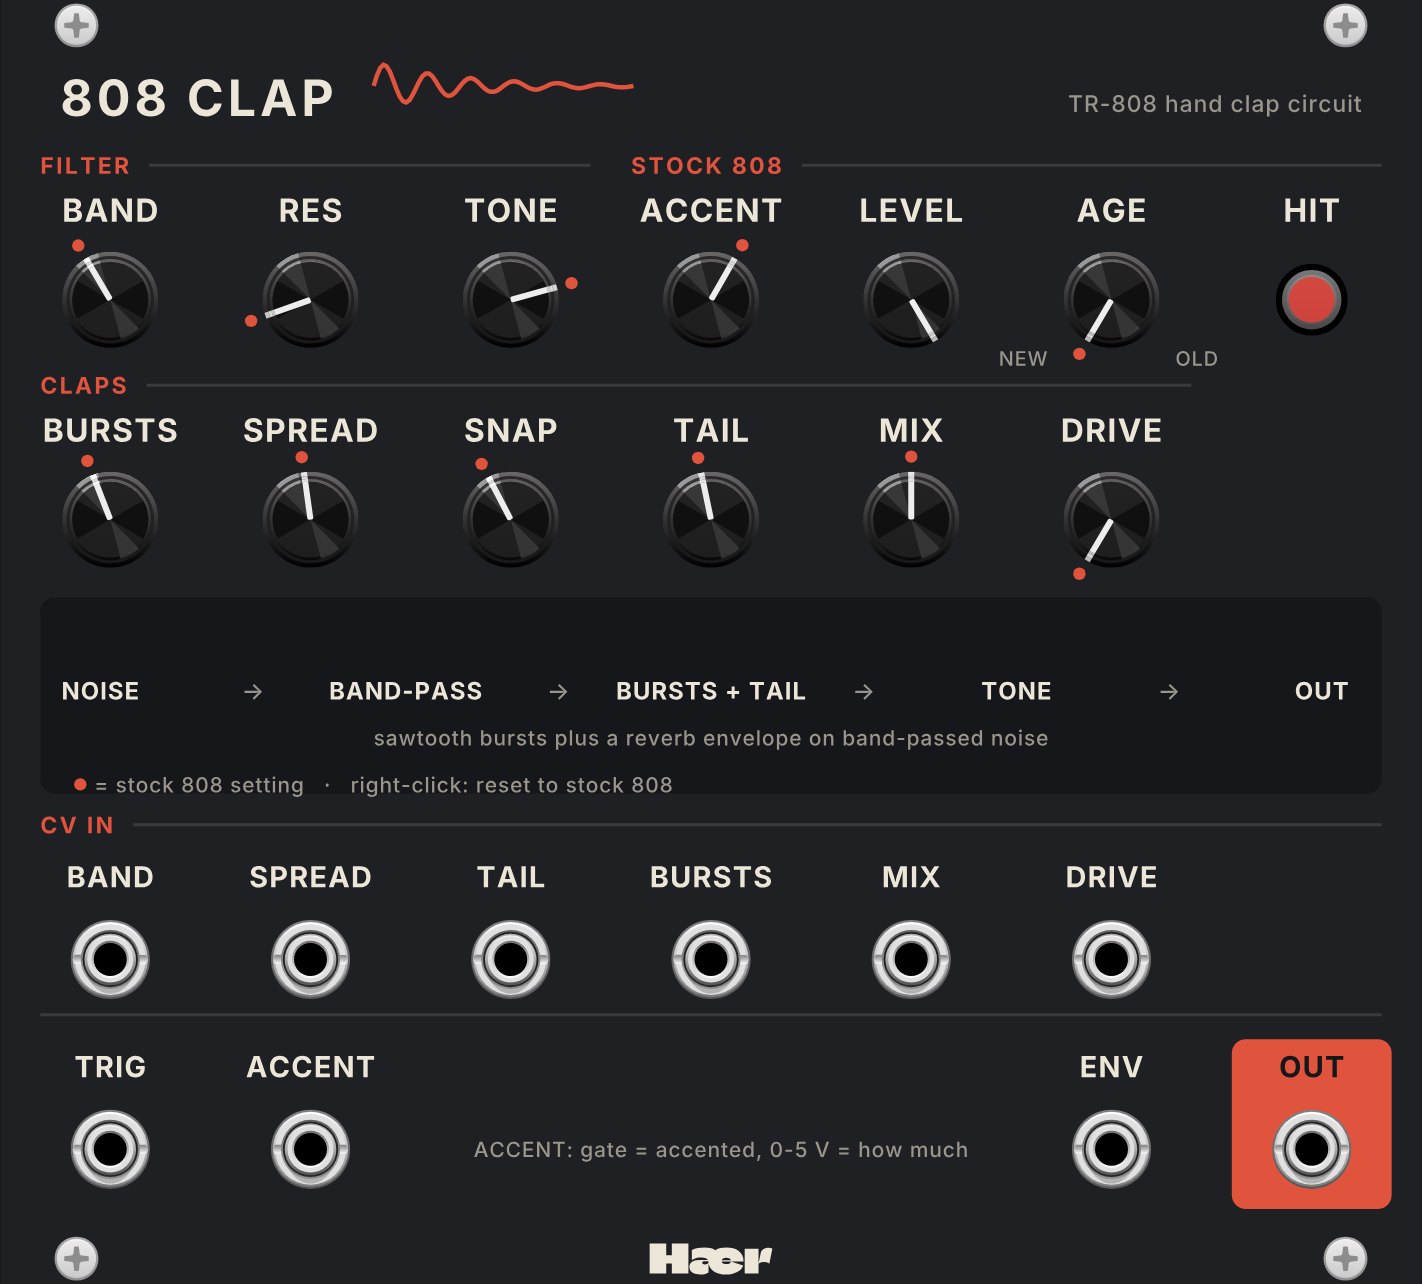 808 CLAP
TR-808 hand clap circuit
FILTER STOCK 808
BAND RES TONE ACCENT LEVEL AGE HIT
NEW OLD
CLAPS
BURSTS SPREAD SNAP TAIL MIX DRIVE
NOISE → BAND-PASS → BURSTS + TAIL → TONE → OUT
sawtooth bursts plus a reverb envelope on band-passed noise
= stock 808 setting · right-click: reset to stock 808
CV IN
BAND SPREAD TAIL BURSTS MIX DRIVE
TRIG ACCENT ENV OUT
ACCENT: gate = accented, 0-5 V = how much
Hær